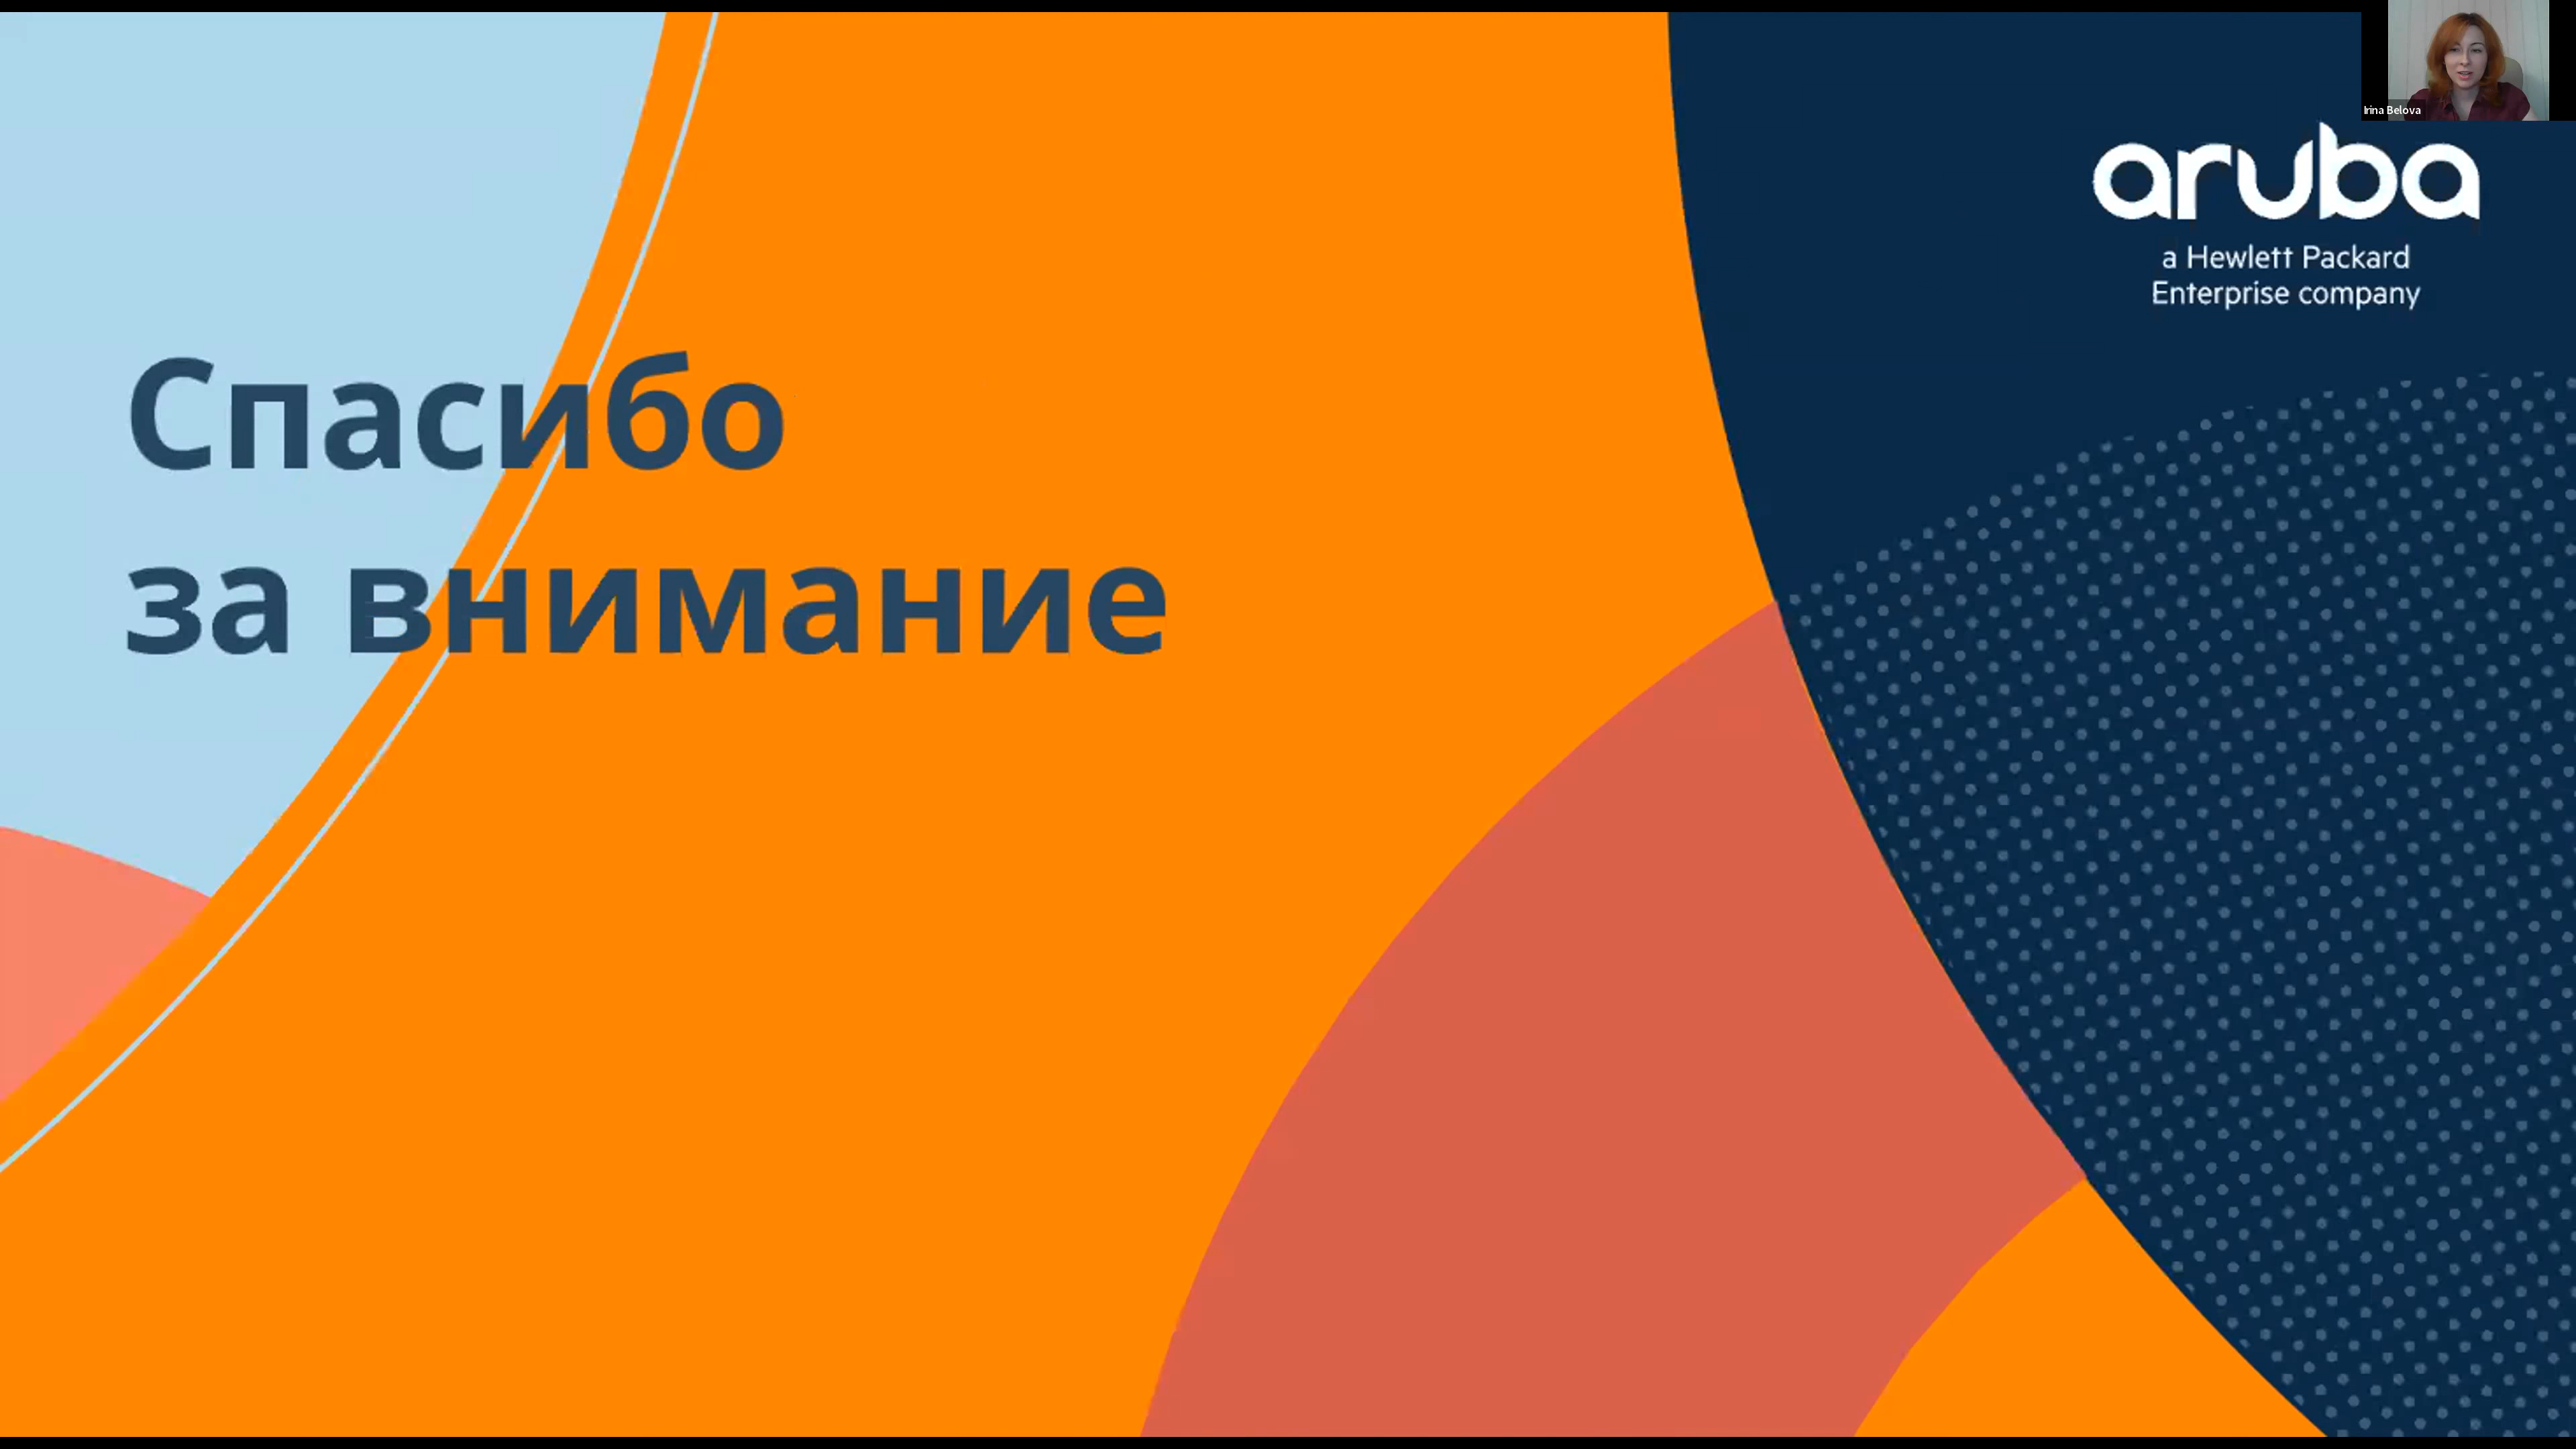 Irina Belova
aruba
a Hewlett Packard
Enterprise company
Спасибо
за внимание